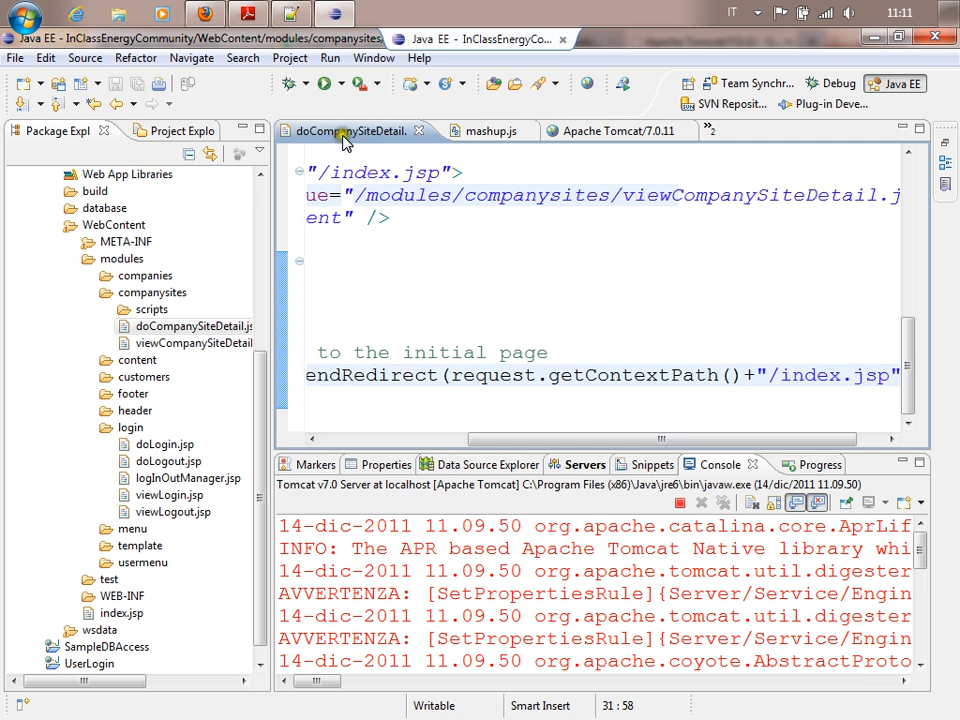 IT
11:11
Java EE - InClassEnergyCommunity/WebContent/modules/companysites
Java EE - InClassEnergyCo...
File Edit Source Refactor Navigate Search Project Run Window Help
Team Synchr... Debug Java EE
SVN Reposit... Plug-in Deve...
Package Expl Project Explo
doCompanySiteDetail. mashup.js Apache Tomcat/7.0.11 »2
Web App Libraries
build
database
WebContent
META-INF
modules
companies
companysites
scripts
doCompanySiteDetail.js
viewCompanySiteDetail
content
customers
footer
header
login
doLogin.jsp
doLogout.jsp
logInOutManager.jsp
viewLogin.jsp
viewLogout.jsp
menu
template
usermenu
test
WEB-INF
index.jsp
wsdata
SampleDBAccess
UserLogin
"/index.jsp">
ue="/modules/companysites/viewCompanySiteDetail.j
ent" />
to the initial page
endRedirect(request.getContextPath()+"/index.jsp"
Markers Properties Data Source Explorer Servers Snippets Console Progress
Tomcat v7.0 Server at localhost [Apache Tomcat] C:\Program Files (x86)\Java\jre6\bin\javaw.exe (14/dic/2011 11.09.50)
14-dic-2011 11.09.50 org.apache.catalina.core.AprLif
INFO: The APR based Apache Tomcat Native library whi
14-dic-2011 11.09.50 org.apache.tomcat.util.digester
AVVERTENZA: [SetPropertiesRule]{Server/Service/Engin
14-dic-2011 11.09.50 org.apache.tomcat.util.digester
AVVERTENZA: [SetPropertiesRule]{Server/Service/Engin
14-dic-2011 11.09.50 org.apache.coyote.AbstractProto
Writable Smart Insert 31 : 58